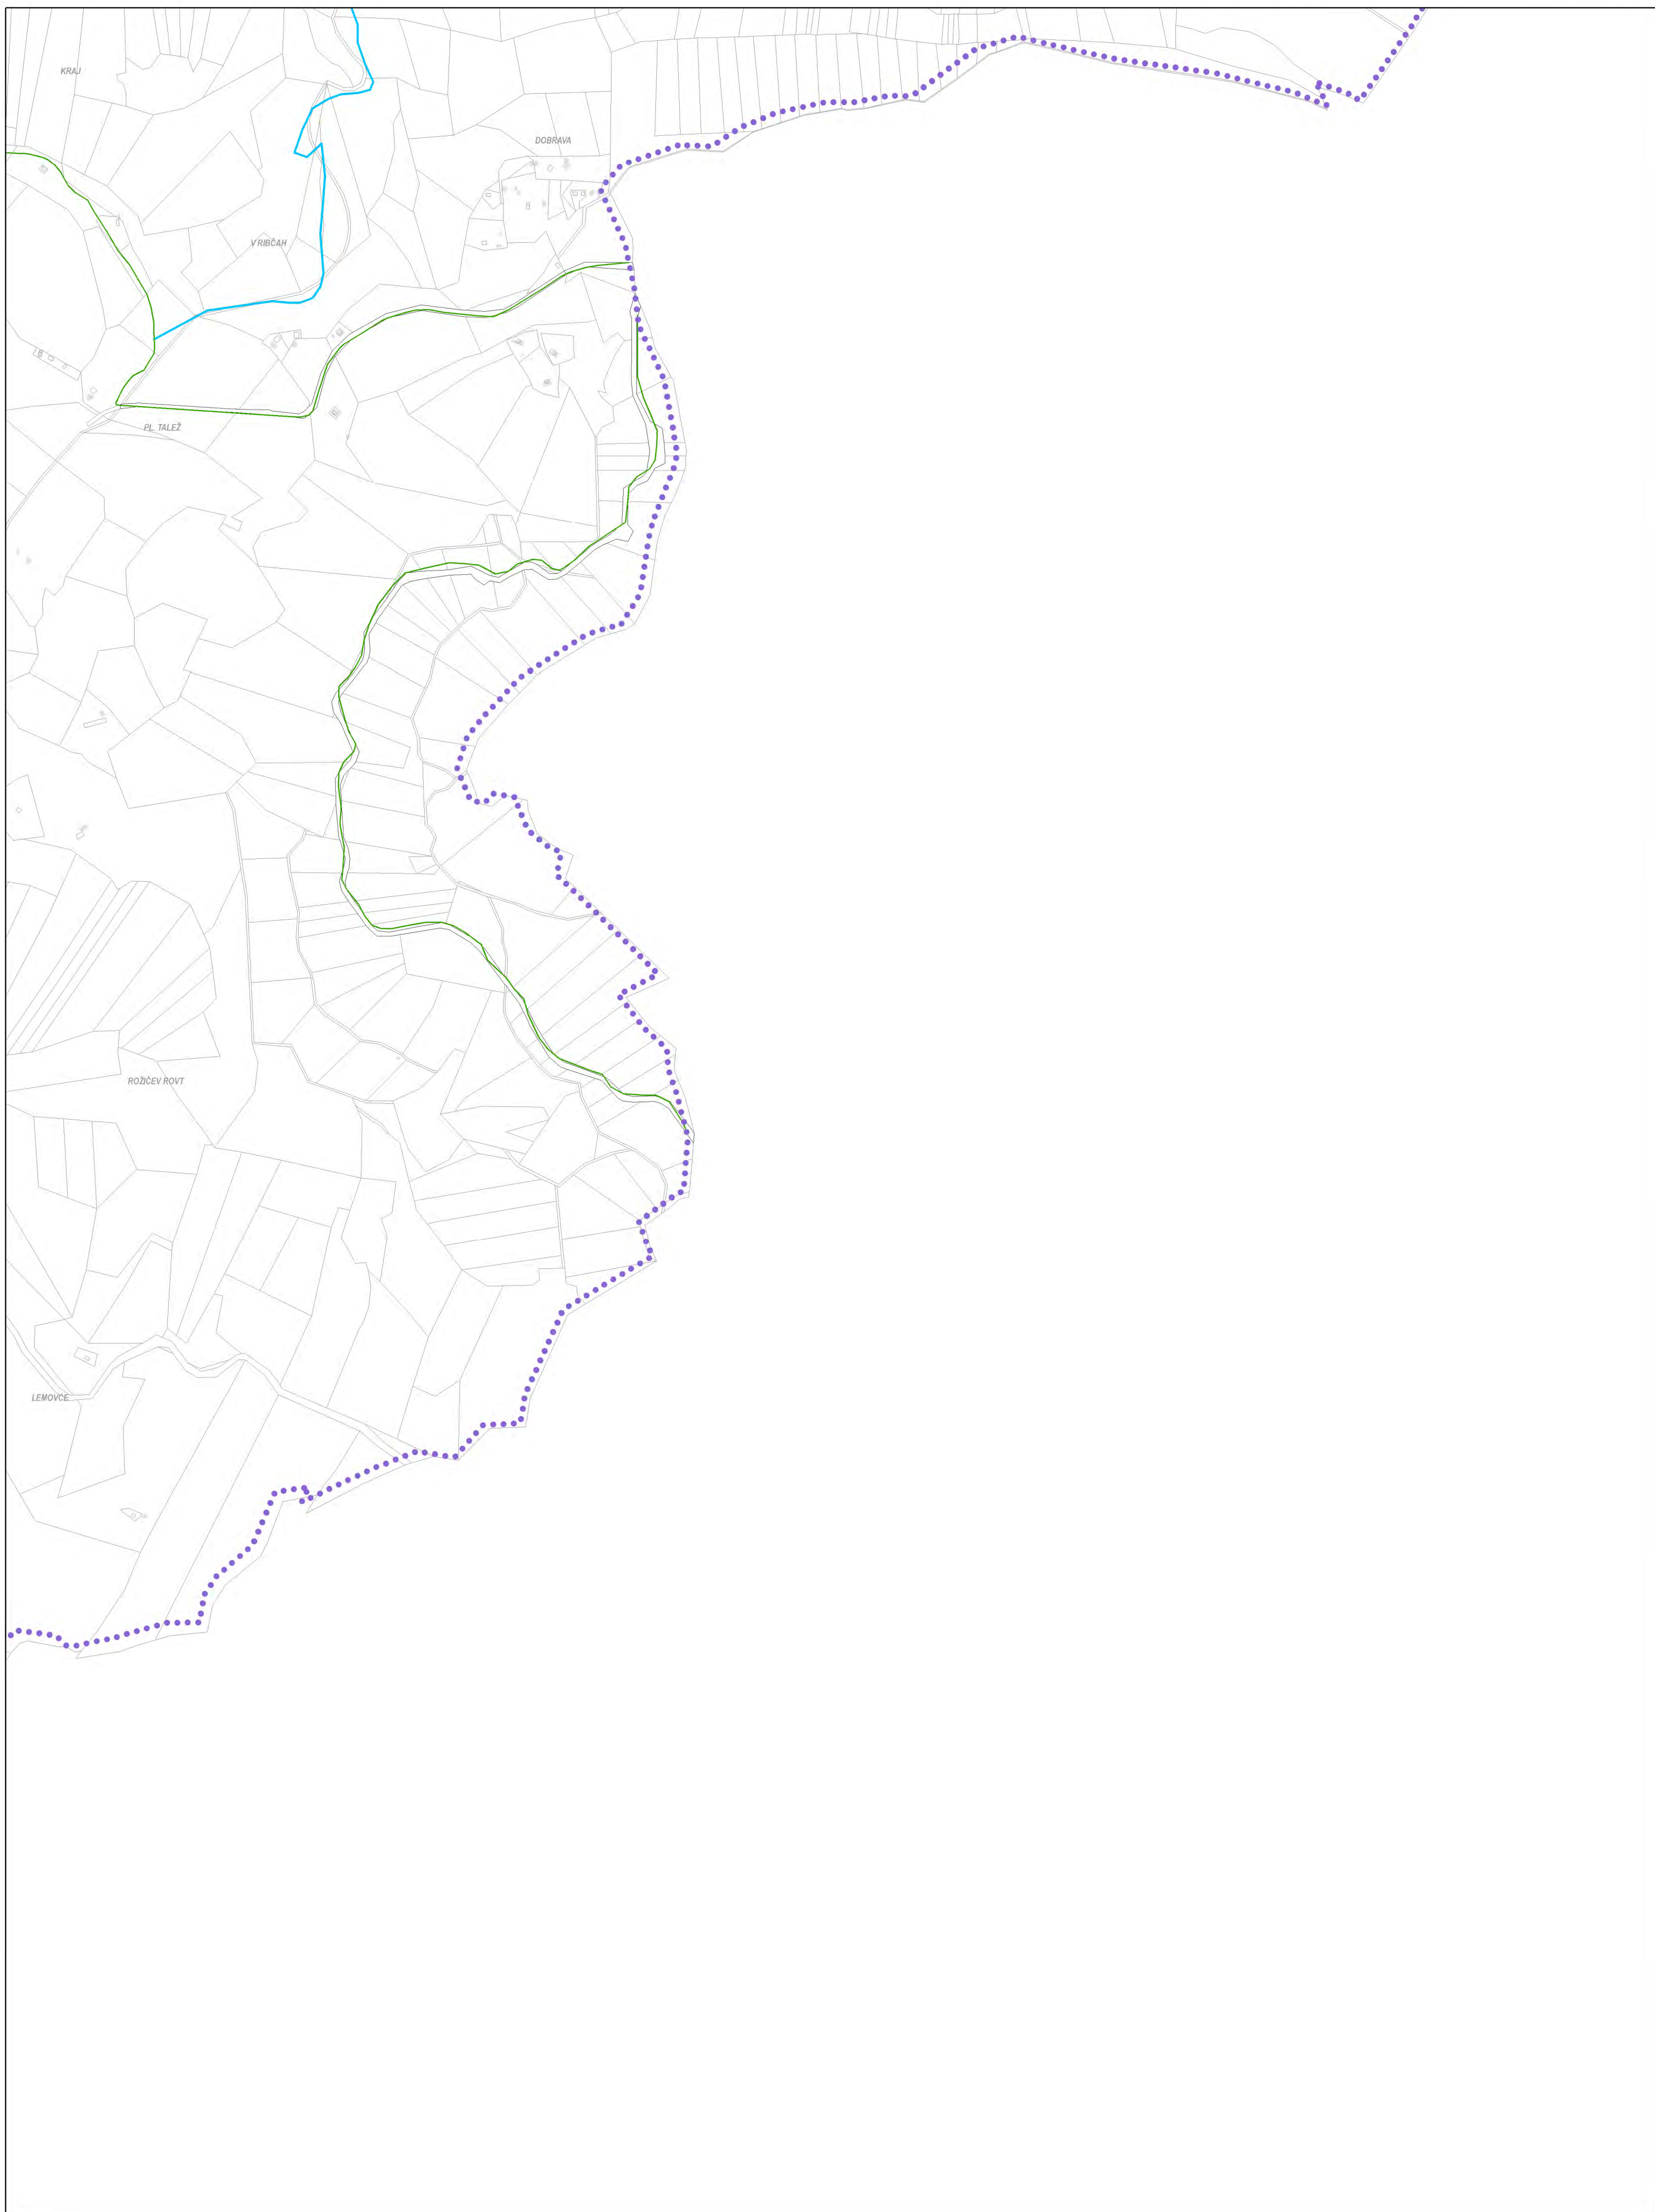 KRAJ
DOBRAVA
V RIBČAH
PL. TALEŽ
ROŽIČEV ROVT
LEMOVCE